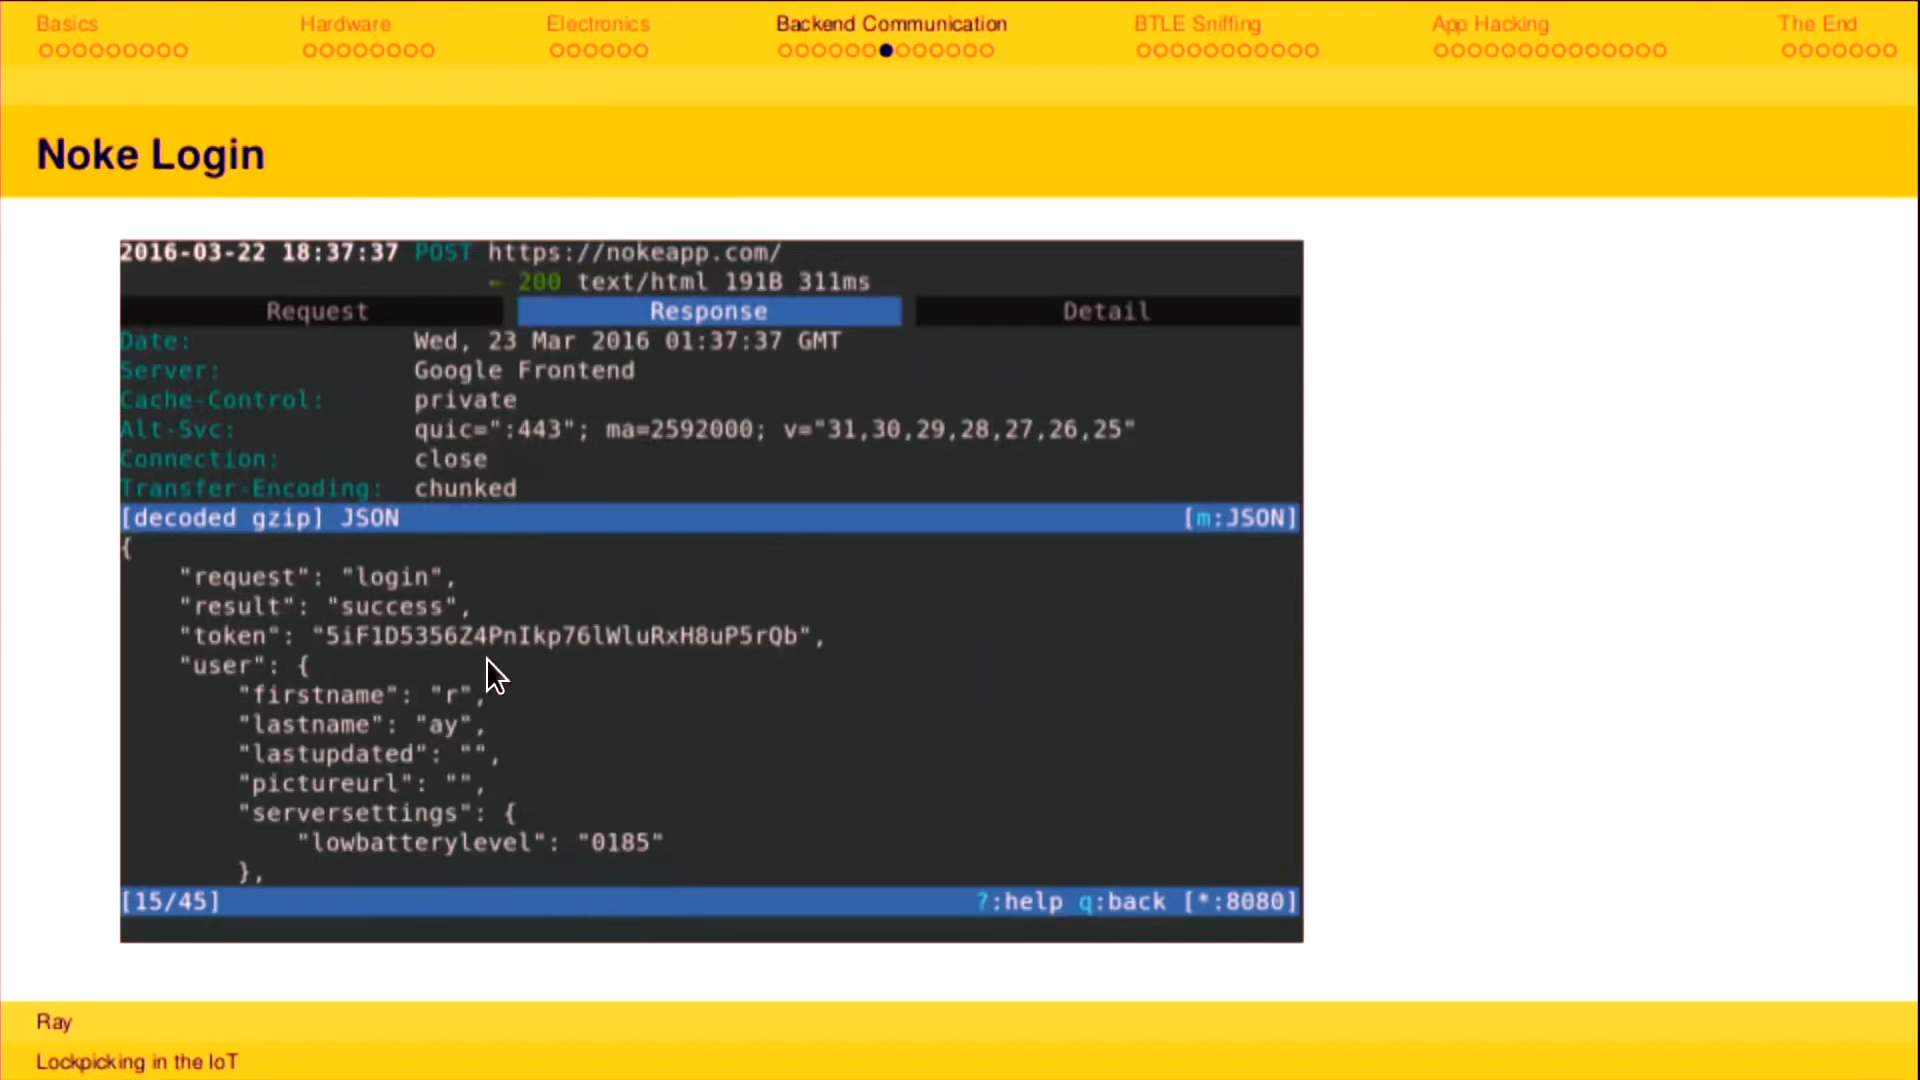 Basics Hardware Electronics Backend Communication BTLE Sniffing App Hacking The End
Noke Login
2016-03-22 18:37:37 POST https://nokeapp.com/
← 200 text/html 191B 311ms
Request Response Detail
Date: Wed, 23 Mar 2016 01:37:37 GMT
Server: Google Frontend
Cache-Control: private
Alt-Svc: quic=":443"; ma=2592000; v="31,30,29,28,27,26,25"
Connection: close
Transfer-Encoding: chunked
[decoded gzip] JSON [m:JSON]
{
"request": "login",
"result": "success",
"token": "5iF1D5356Z4PnIkp76lWluRxH8uP5rQb",
"user": {
"firstname": "r",
"lastname": "ay",
"lastupdated": "",
"pictureurl": "",
"serversettings": {
"lowbatterylevel": "0185"
},
[15/45] ?:help q:back [*:8080]
Ray
Lockpicking in the IoT